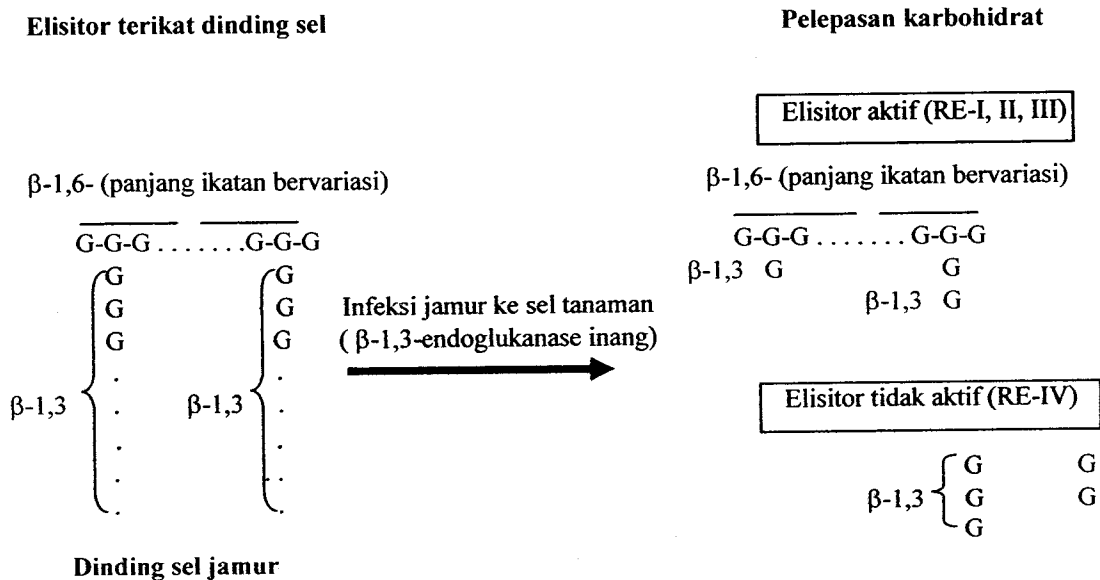 Elisitor terikat dinding sel
Pelepasan karbohidrat
Elisitor aktif (RE-I, II, III)
β-1,6- (panjang ikatan bervariasi)
β-1,6- (panjang ikatan bervariasi)
G-G-G . . . . . . . G-G-G
G-G-G . . . . . . . G-G-G
G
G
β-1,3 G
G
G
G
β-1,3 G
G
G
Infeksi jamur ke sel tanaman
( β-1,3-endoglukanase inang)
β-1,3
β-1,3
Elisitor tidak aktif (RE-IV)
β-1,3
G
G
G
G
G
Dinding sel jamur